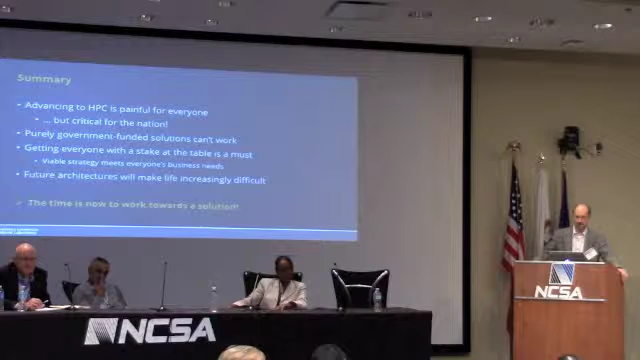 Summary
• Advancing to HPC is painful for everyone
• ... but critical for the nation!
• Purely government-funded solutions can't work
• Getting everyone with a stake at the table is a must
• Viable strategy meets everyone's business needs
• Future architectures will make life increasingly difficult
✓ The time is now to work towards a solution!
NCSA
NCSA